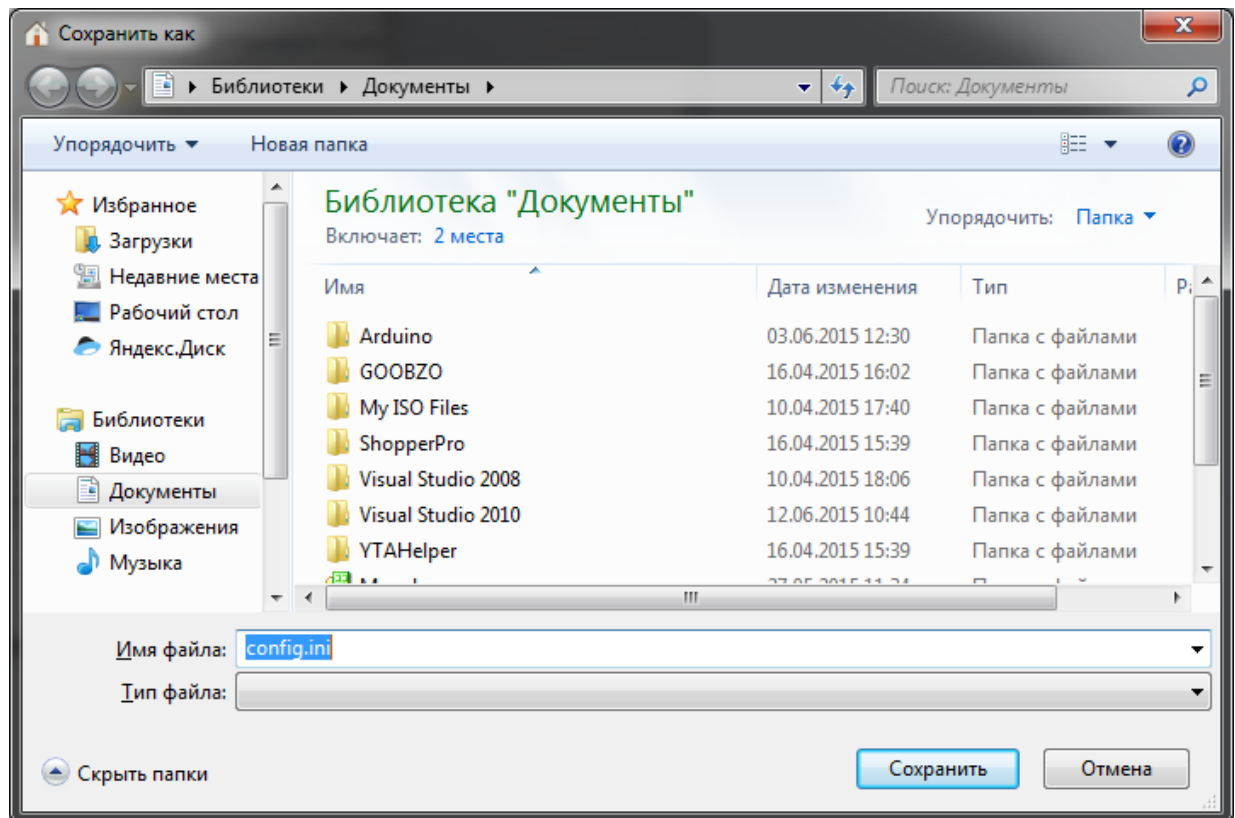 Сохранить как
Библиотеки Документы
Поиск: Документы
Упорядочить Новая папка
Избранное
Загрузки
Недавние места
Рабочий стол
Яндекс.Диск
Библиотеки
Видео
Документы
Изображения
Музыка
Библиотека "Документы"
Включает: 2 места
Упорядочить: Папка
Имя Дата изменения Тип
Arduino 03.06.2015 12:30 Папка с файлами
GOOBZO 16.04.2015 16:02 Папка с файлами
My ISO Files 10.04.2015 17:40 Папка с файлами
ShopperPro 16.04.2015 15:39 Папка с файлами
Visual Studio 2008 10.04.2015 18:06 Папка с файлами
Visual Studio 2010 12.06.2015 10:44 Папка с файлами
YTAHelper 16.04.2015 15:39 Папка с файлами
Имя файла: config.ini
Тип файла:
Скрыть папки
Сохранить Отмена